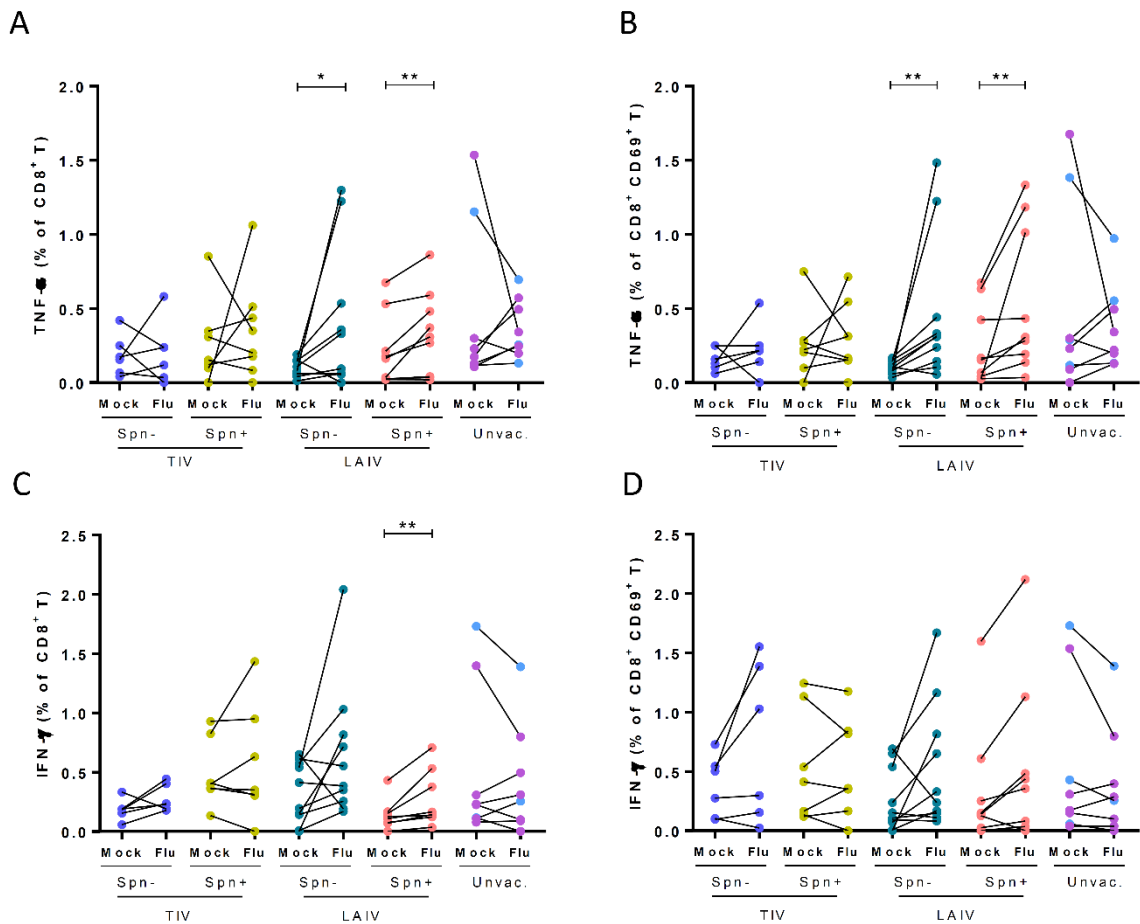 A
B
* **
** **
TNF-α (% of CD8+ T)
2.0
1.5
1.0
0.5
0.0
Mock Flu Mock Flu Mock Flu Mock Flu Mock Flu
Spn- Spn+ Spn- Spn+ Unvac.
TIV LAIV
TNF-α (% of CD8+ CD69+ T)
2.0
1.5
1.0
0.5
0.0
Mock Flu Mock Flu Mock Flu Mock Flu Mock Flu
Spn- Spn+ Spn- Spn+ Unvac.
TIV LAIV
C
D
**
IFN-γ (% of CD8+ T)
2.5
2.0
1.5
1.0
0.5
0.0
Mock Flu Mock Flu Mock Flu Mock Flu Mock Flu
Spn- Spn+ Spn- Spn+ Unvac.
TIV LAIV
IFN-γ (% of CD8+ CD69+ T)
2.5
2.0
1.5
1.0
0.5
0.0
Mock Flu Mock Flu Mock Flu Mock Flu Mock Flu
Spn- Spn+ Spn- Spn+ Unvac.
TIV LAIV